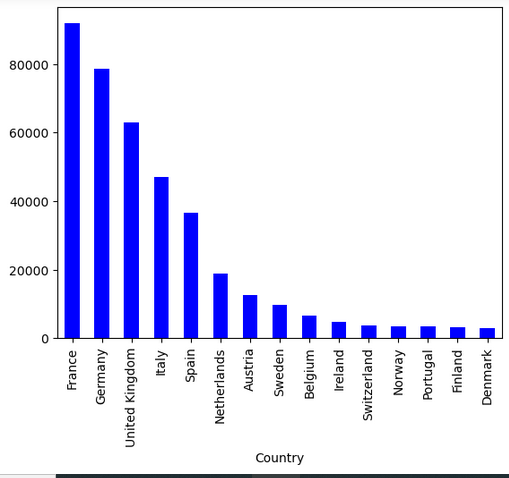 80000
60000
40000
20000
0
France
Germany
United Kingdom
Italy
Spain
Netherlands
Austria
Sweden
Belgium
Ireland
Switzerland
Norway
Portugal
Finland
Denmark
Country